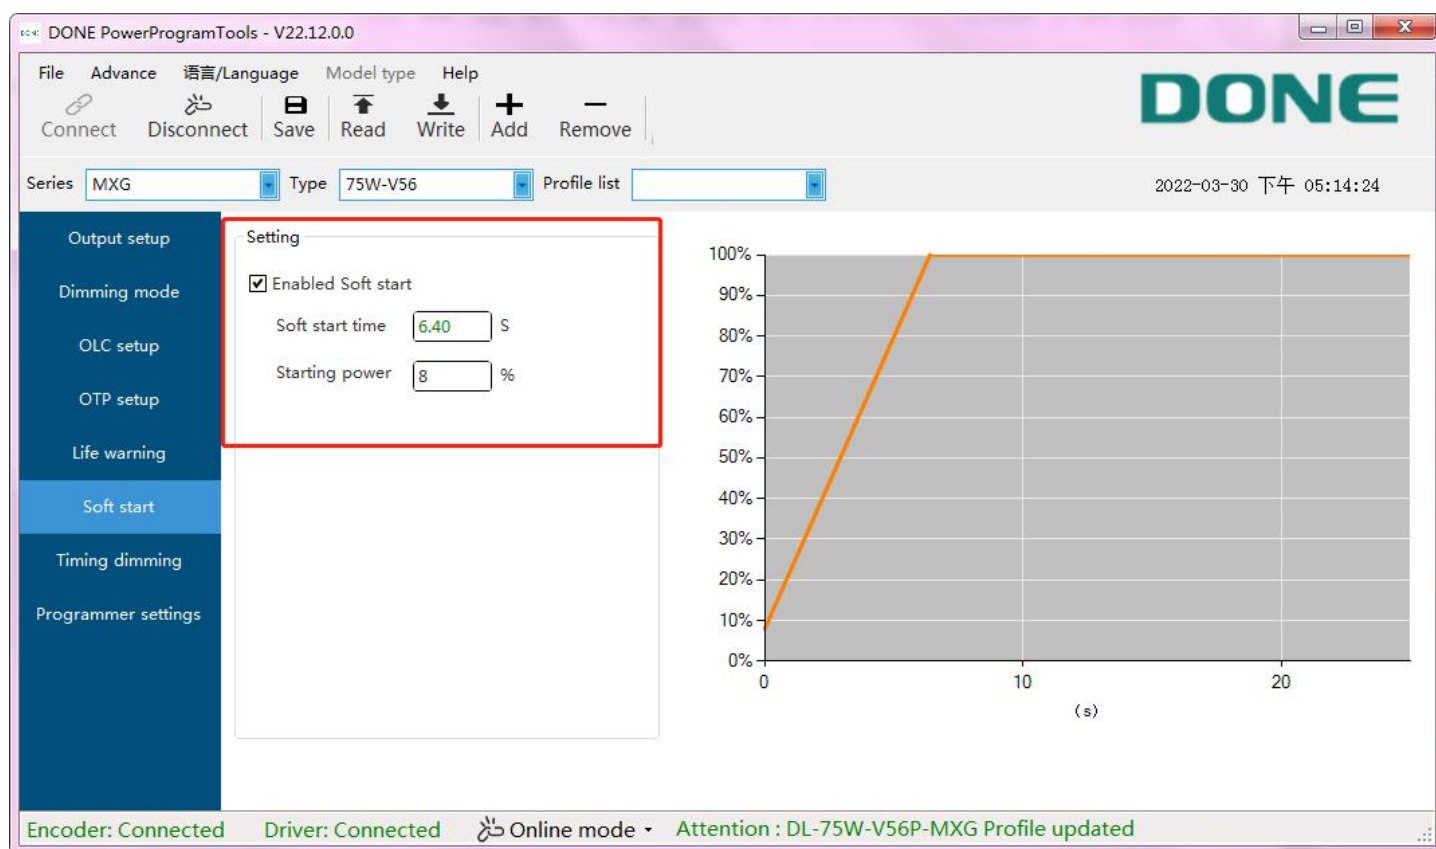 DONE PowerProgramTools - V22.12.0.0
File Advance 语言/Language Model type Help
DONE
Connect Disconnect Save Read Write Add Remove
Series MXG Type 75W-V56 Profile list 2022-03-30 下午 05:14:24
Output setup
Dimming mode
OLC setup
OTP setup
Life warning
Soft start
Timing dimming
Programmer settings
Setting
Enabled Soft start
Soft start time 6.40 S
Starting power 8 %
100%
90%
80%
70%
60%
50%
40%
30%
20%
10%
0%
0 10 20
(s)
Encoder: Connected Driver: Connected Online mode Attention : DL-75W-V56P-MXG Profile updated